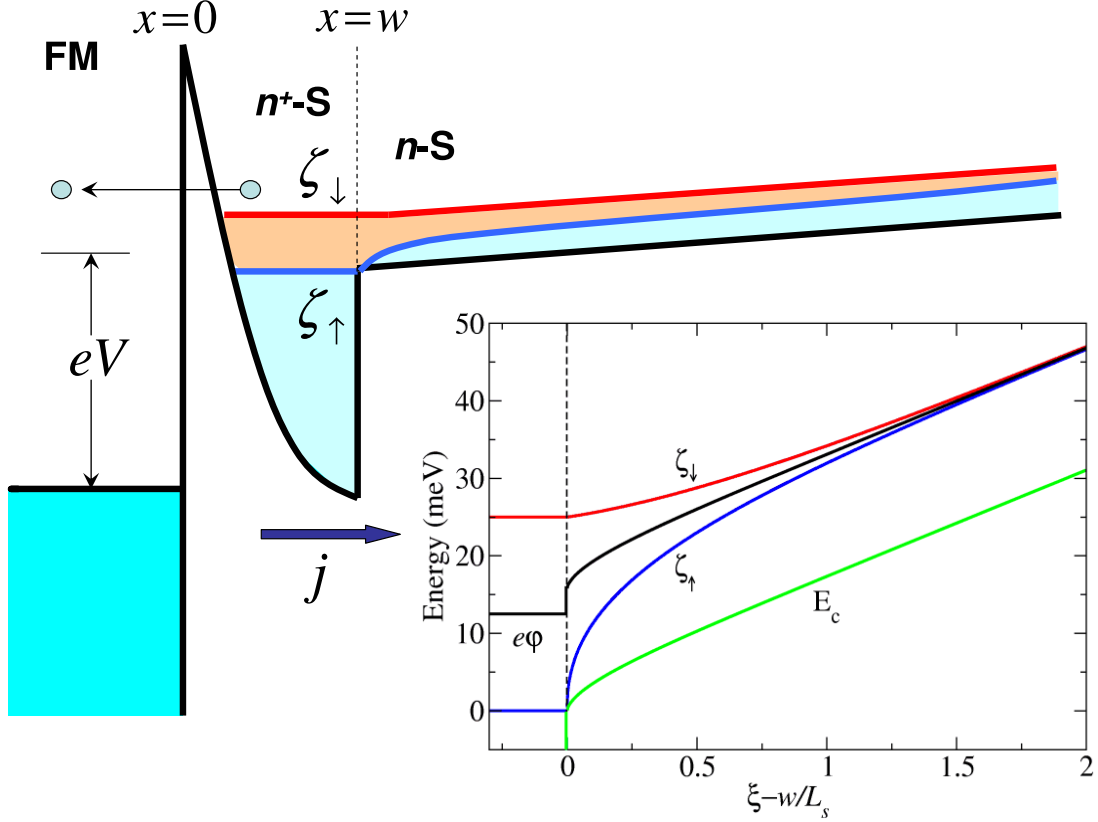 x=0
x=w
FM
n⁺-S
n-S
ζ↓
ζ↑
eV
j
50
40
30
20
10
0
Energy (meV)
ζ↓
ζ↑
E_c
eφ
0
0.5
1
1.5
2
ξ−w/L_s